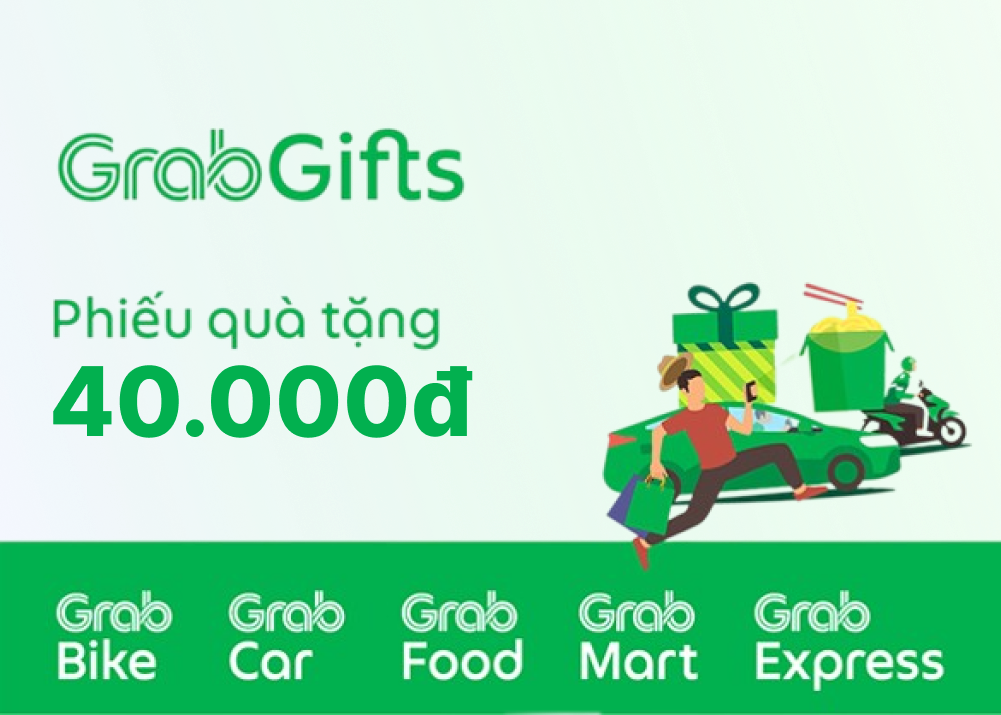 GrabGifts
Phiếu quà tặng
40.000đ
Grab Bike
Grab Car
Grab Food
Grab Mart
Grab Express